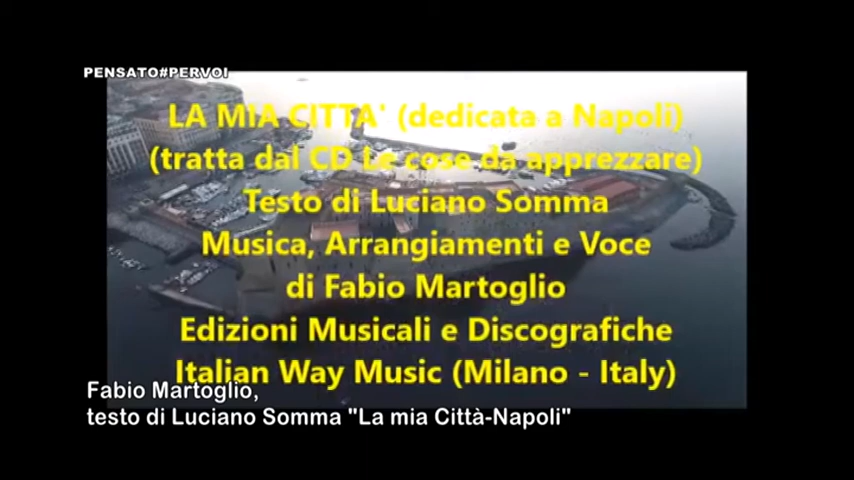 PENSATO#PERVOI
LA MIA CITTA' (dedicata a Napoli)
(tratta dal CD Le cose da apprezzare)
Testo di Luciano Somma
Musica, Arrangiamenti e Voce
di Fabio Martoglio
Edizioni Musicali e Discografiche
Italian Way Music (Milano - Italy)
Fabio Martoglio,
testo di Luciano Somma "La mia Città-Napoli"